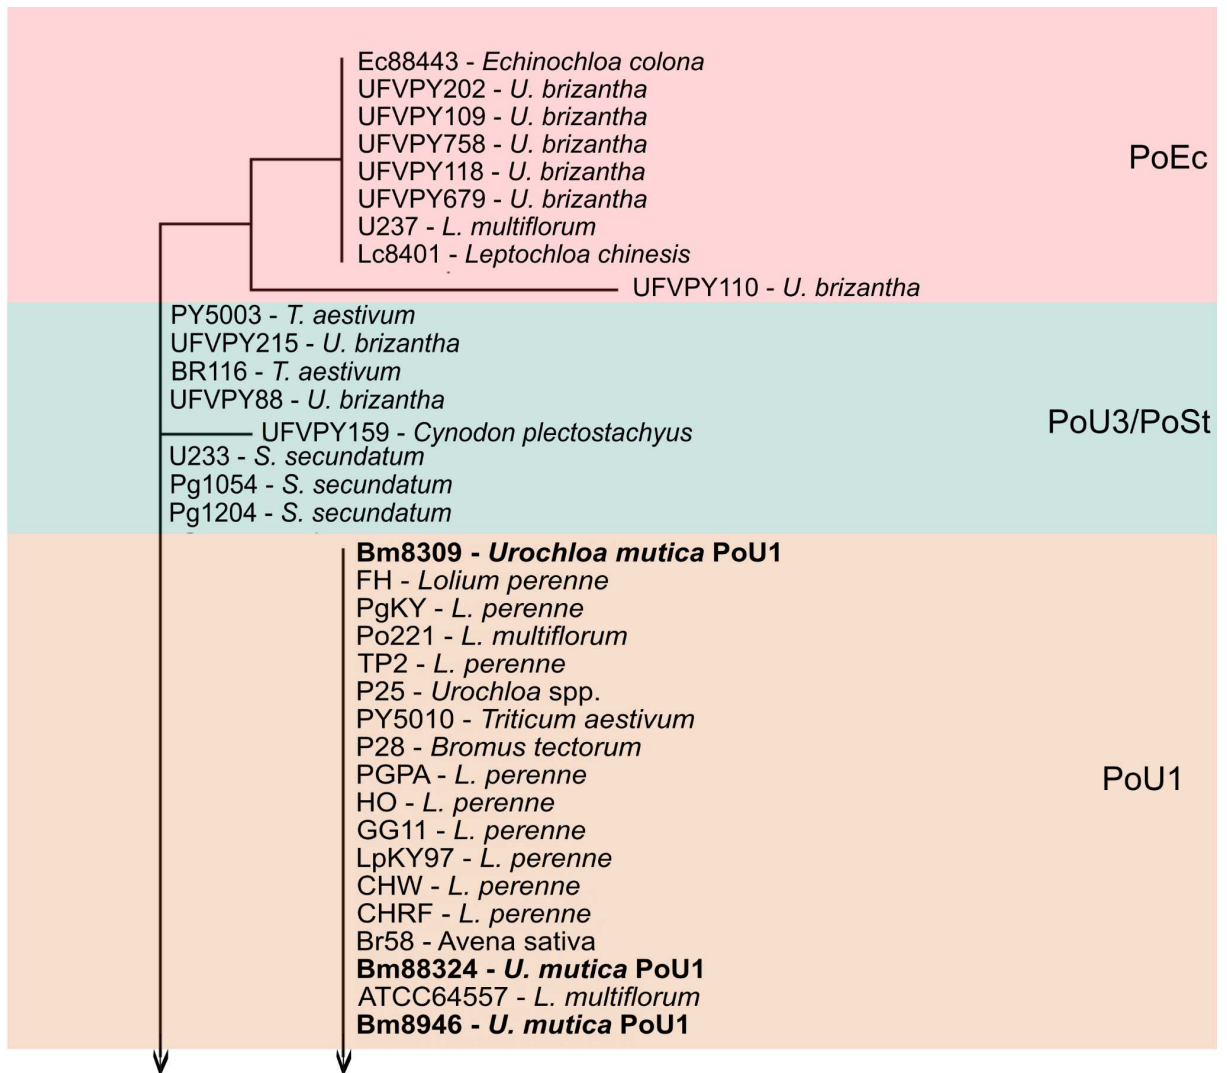 Ec88443 - Echinochloa colona
UFVPY202 - U. brizantha
UFVPY109 - U. brizantha
UFVPY758 - U. brizantha
PoEc
UFVPY118 - U. brizantha
UFVPY679 - U. brizantha
U237 - L. multiflorum
Lc8401 - Leptochloa chinesis
UFVPY110 - U. brizantha
PY5003 - T. aestivum
UFVPY215 - U. brizantha
BR116 - T. aestivum
UFVPY88 - U. brizantha
PoU3/PoSt
UFVPY159 - Cynodon plectostachyus
U233 - S. secundatum
Pg1054 - S. secundatum
Pg1204 - S. secundatum
Bm8309 - Urochloa mutica PoU1
FH - Lolium perenne
PgKY - L. perenne
Po221 - L. multiflorum
TP2 - L. perenne
P25 - Urochloa spp.
PY5010 - Triticum aestivum
P28 - Bromus tectorum
PGPA - L. perenne
PoU1
HO - L. perenne
GG11 - L. perenne
LpKY97 - L. perenne
CHW - L. perenne
CHRF - L. perenne
Br58 - Avena sativa
Bm88324 - U. mutica PoU1
ATCC64557 - L. multiflorum
Bm8946 - U. mutica PoU1